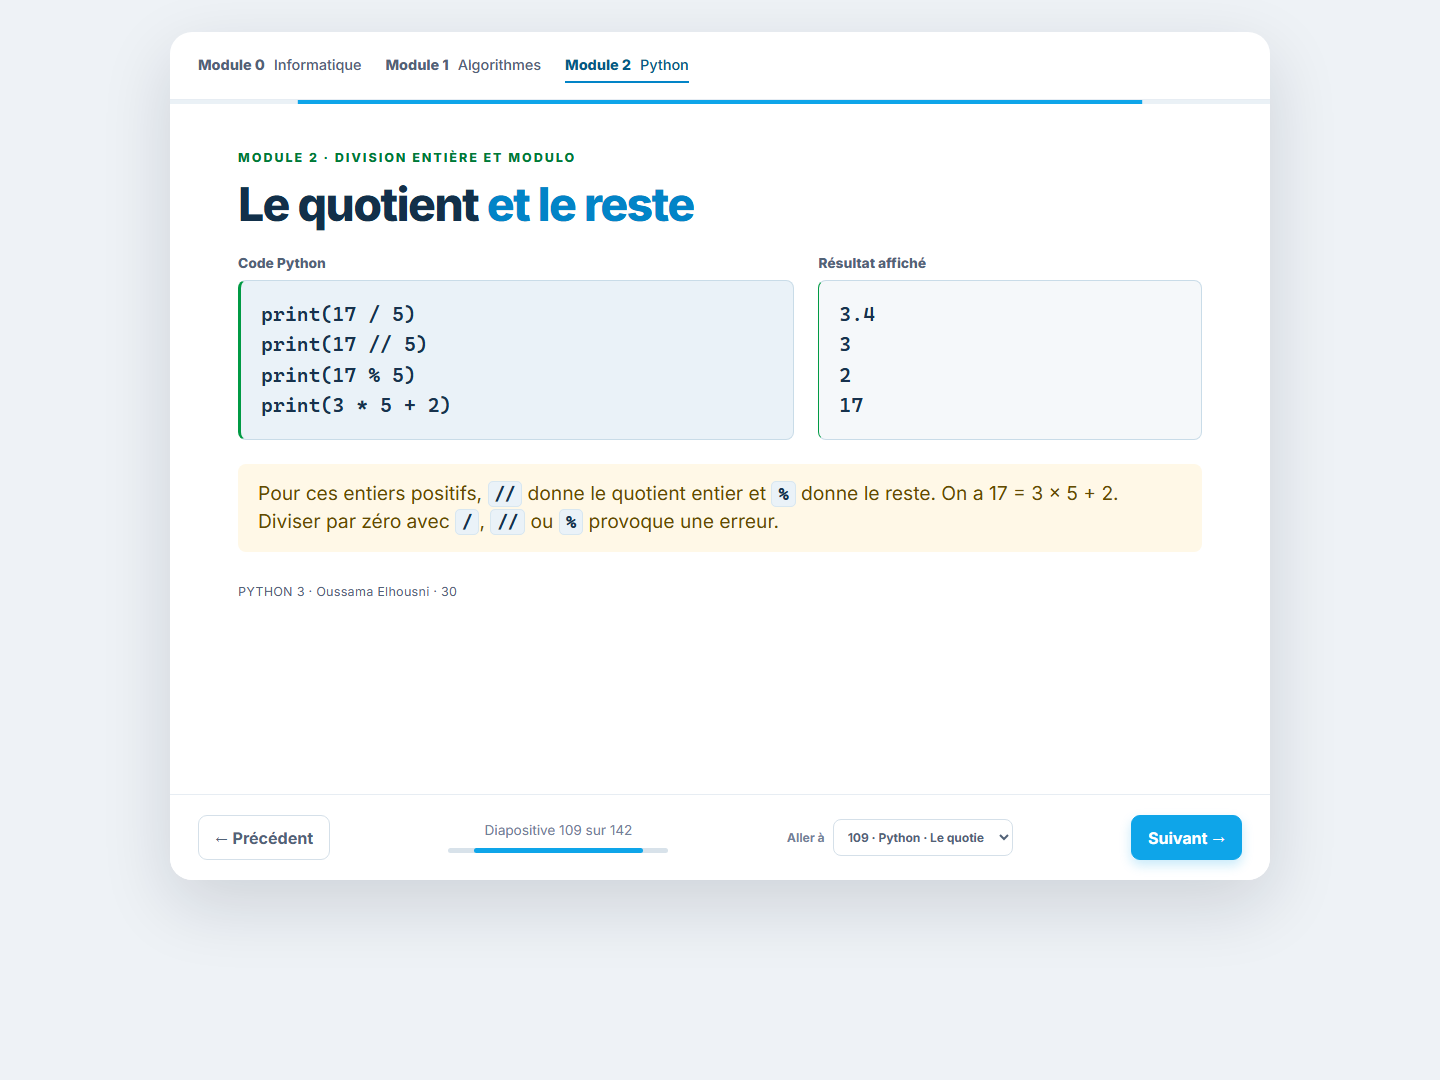 Module 0 Informatique Module 1 Algorithmes Module 2 Python
MODULE 2 · DIVISION ENTIÈRE ET MODULO
Le quotient et le reste
Code Python
print(17 / 5)
print(17 // 5)
print(17 % 5)
print(3 * 5 + 2)
Résultat affiché
3.4
3
2
17
Pour ces entiers positifs, // donne le quotient entier et % donne le reste. On a 17 = 3 × 5 + 2.
Diviser par zéro avec /, // ou % provoque une erreur.
PYTHON 3 · Oussama Elhousni · 30
← Précédent
Diapositive 109 sur 142
Aller à
109 · Python · Le quotie
Suivant →